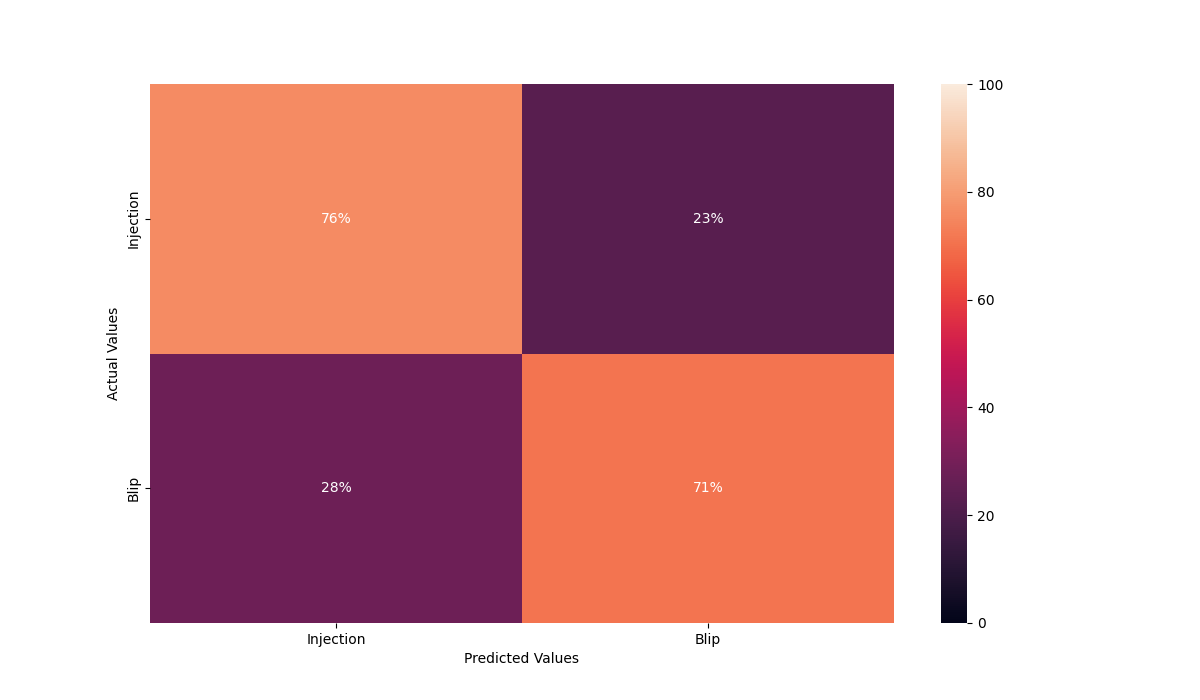 100
80
60
40
20
0
Actual Values
Injection
Blip
76%
23%
28%
71%
Injection
Blip
Predicted Values